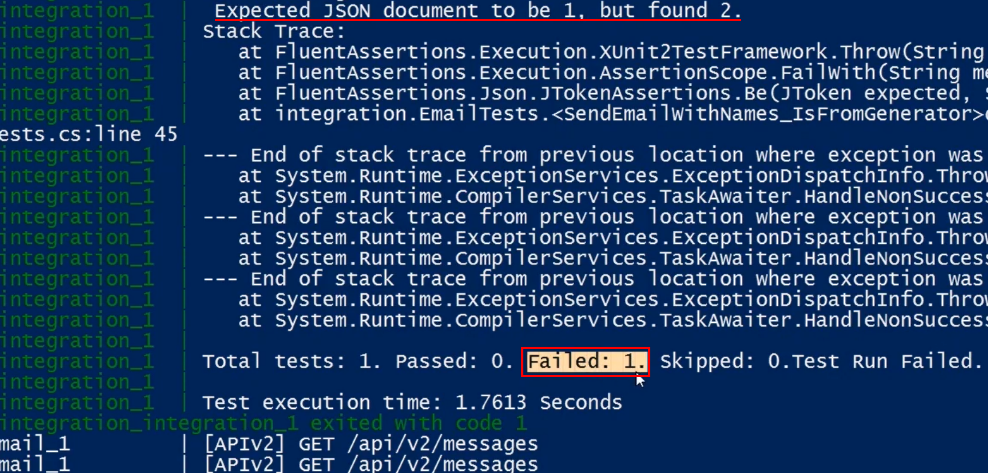 integration_1 | Expected JSON document to be 1, but found 2.
integration_1 | Stack Trace:
integration_1 | at FluentAssertions.Execution.XUnit2TestFramework.Throw(String
integration_1 | at FluentAssertions.Execution.AssertionScope.FailWith(String me
integration_1 | at FluentAssertions.Json.JTokenAssertions.Be(JToken expected, S
integration_1 | at integration.EmailTests.<SendEmailWithNames_IsFromGenerator>d
ests.cs:line 45
integration_1 | --- End of stack trace from previous location where exception was
integration_1 | at System.Runtime.ExceptionServices.ExceptionDispatchInfo.Throw
integration_1 | at System.Runtime.CompilerServices.TaskAwaiter.HandleNonSuccess
integration_1 | --- End of stack trace from previous location where exception was
integration_1 | at System.Runtime.ExceptionServices.ExceptionDispatchInfo.Throw
integration_1 | at System.Runtime.CompilerServices.TaskAwaiter.HandleNonSuccess
integration_1 | --- End of stack trace from previous location where exception was
integration_1 | at System.Runtime.ExceptionServices.ExceptionDispatchInfo.Throw
integration_1 | at System.Runtime.CompilerServices.TaskAwaiter.HandleNonSuccess
integration_1 |
integration_1 | Total tests: 1. Passed: 0. Failed: 1. Skipped: 0.Test Run Failed.
integration_1 |
integration_1 | Test execution time: 1.7613 Seconds
integration_integration_1 exited with code 1
mail_1 | [APIv2] GET /api/v2/messages
mail_1 | [APIv2] GET /api/v2/messages